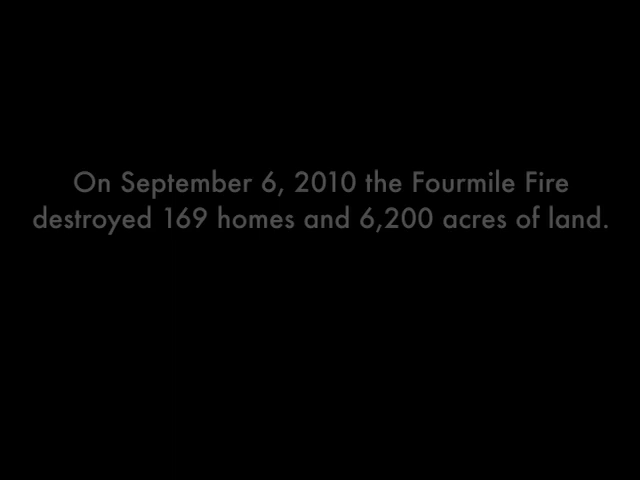 On September 6, 2010 the Fourmile Fire
destroyed 169 homes and 6,200 acres of land.